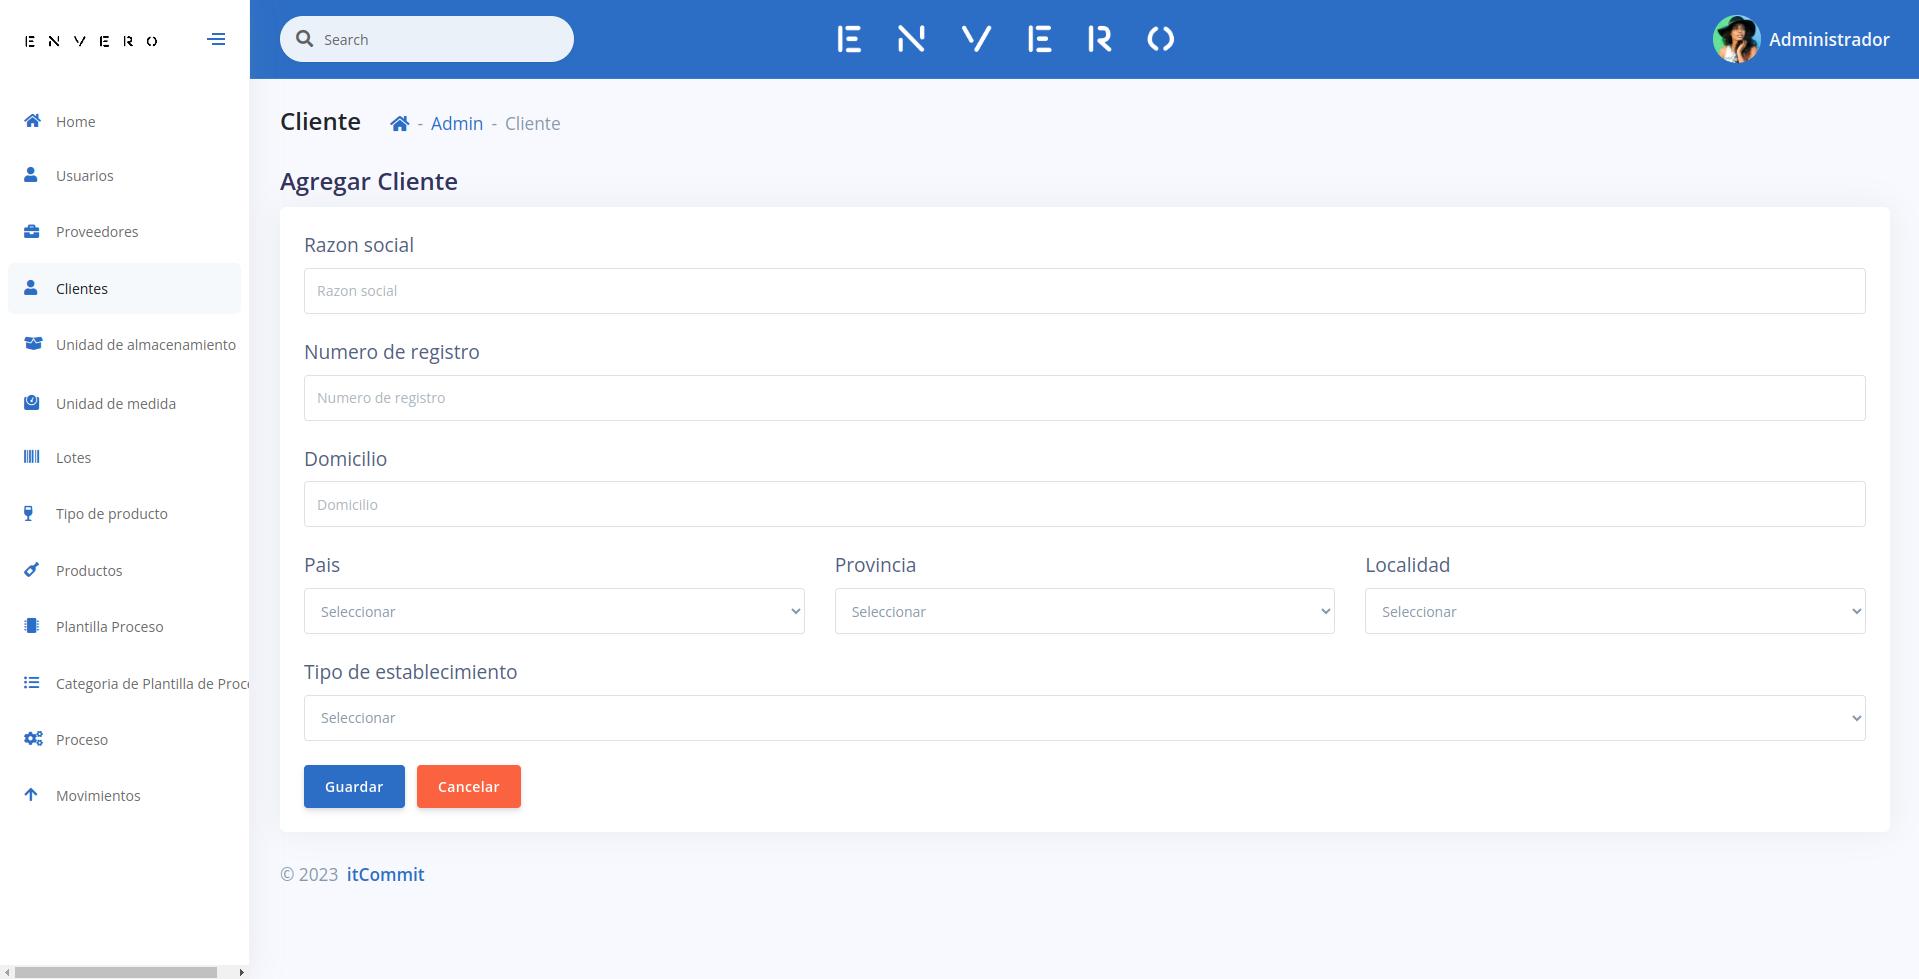 ENVERO
Search
ENVERO
Administrador
Home
Usuarios
Proveedores
Clientes
Unidad de almacenamiento
Unidad de medida
Lotes
Tipo de producto
Productos
Plantilla Proceso
Categoria de Plantilla de Proc
Proceso
Movimientos
Cliente - Admin - Cliente
Agregar Cliente
Razon social
Razon social
Numero de registro
Numero de registro
Domicilio
Domicilio
Pais Provincia Localidad
Seleccionar Seleccionar Seleccionar
Tipo de establecimiento
Seleccionar
Guardar Cancelar
© 2023 itCommit